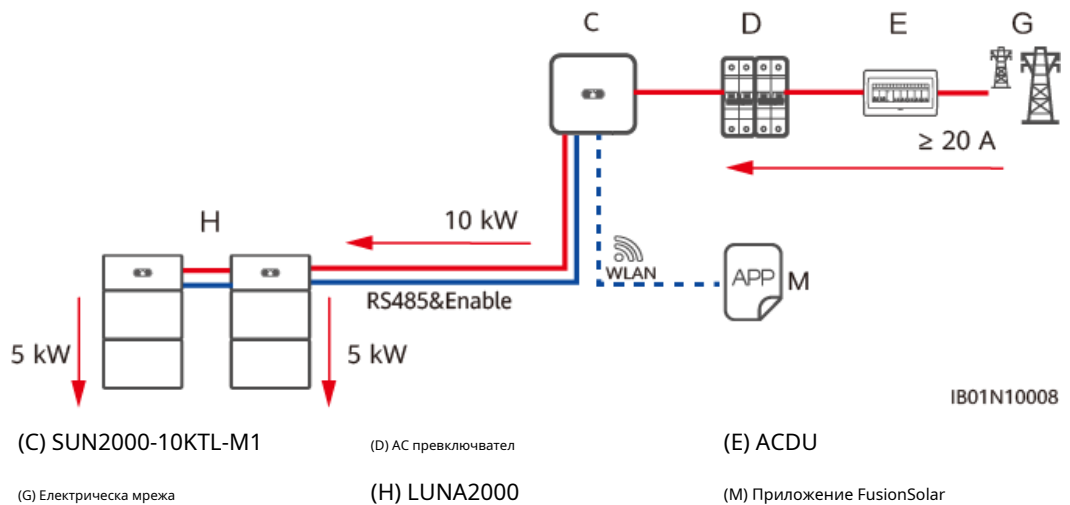 C D E G
≥ 20 A
H
10 kW
WLAN
APP M
RS485&Enable
5 kW 5 kW
IB01N10008
(C) SUN2000-10KTL-M1 (D) AC превключвател (E) ACDU
(G) Електрическа мрежа (H) LUNA2000 (M) Приложение FusionSolar